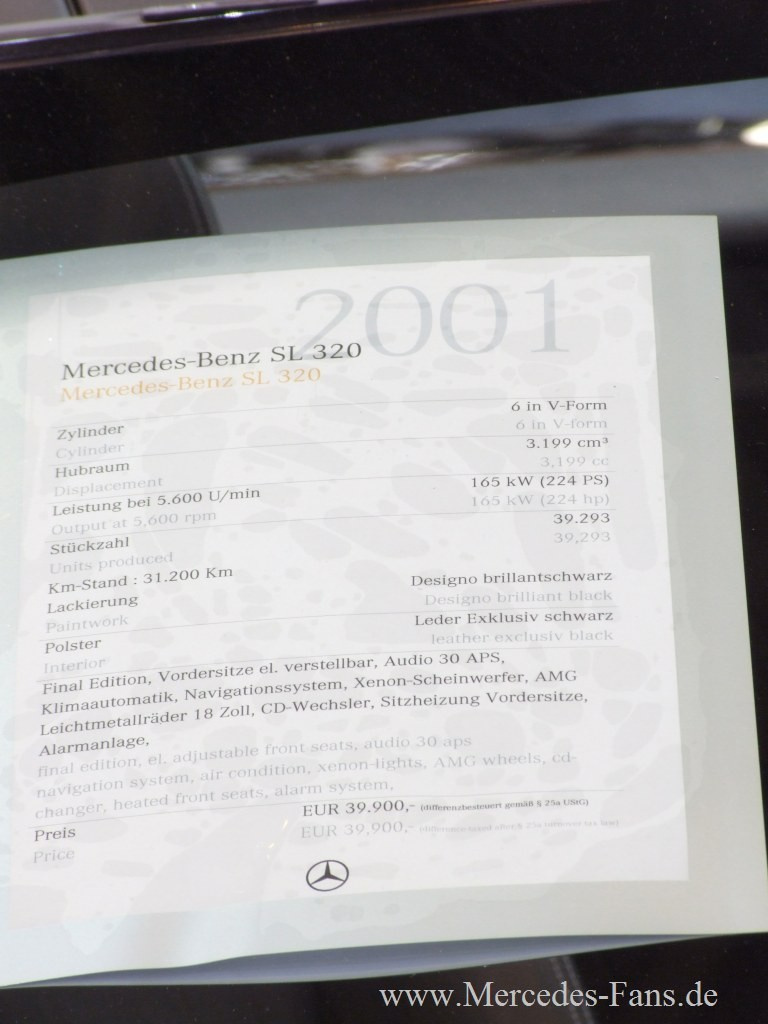 2001
Mercedes-Benz SL 320
Mercedes-Benz SL 320
Zylinder 6 in V-Form
Cylinder 6 in V-form
Hubraum 3.199 cm³
Displacement 3,199 cc
Leistung bei 5.600 U/min 165 kW (224 PS)
Output at 5,600 rpm 165 kW (224 hp)
Stückzahl 39.293
Units produced 39,293
Km-Stand : 31.200 Km
Lackierung Designo brillantschwarz
Paintwork Designo brilliant black
Polster Leder Exklusiv schwarz
Interior leather exclusiv black
Final Edition, Vordersitze el. verstellbar, Audio 30 APS,
Klimaautomatik, Navigationssystem, Xenon-Scheinwerfer, AMG
Leichtmetallräder 18 Zoll, CD-Wechsler, Sitzheizung Vordersitze,
Alarmanlage,
final edition, el. adjustable front seats, audio 30 aps
navigation system, air condition, xenon-lights, AMG wheels, cd-
changer, heated front seats, alarm system,
Preis EUR 39.900,- (differenzbesteuert gemäß § 25a UStG)
Price EUR 39,900,-
www.Mercedes-Fans.de